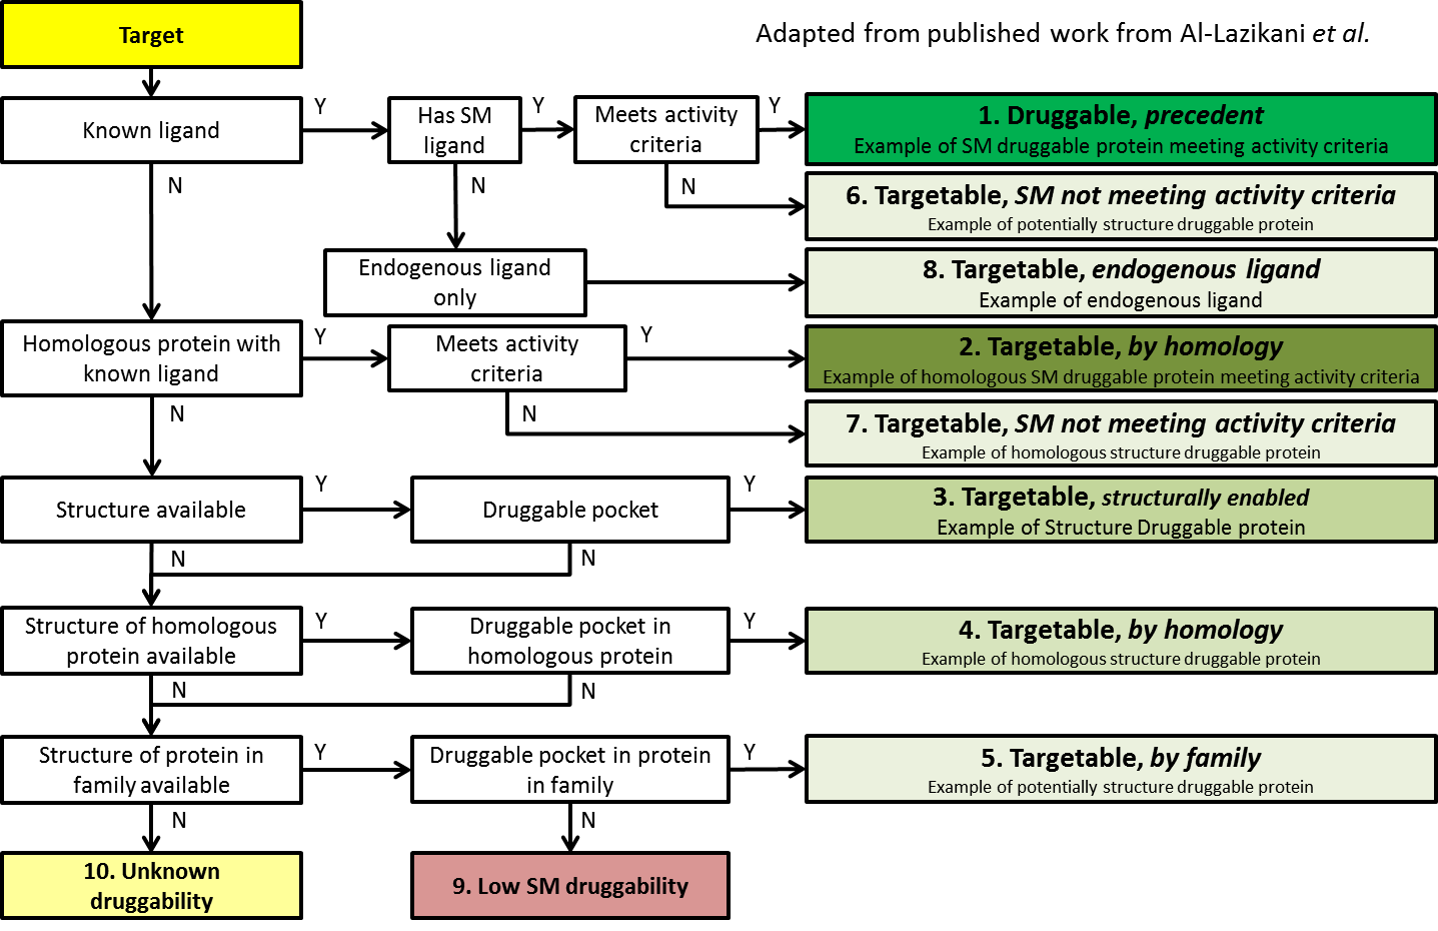 Target
Adapted from published work from Al-Lazikani et al.
Known ligand
Y
Has SM
ligand
Y
Meets activity
criteria
Y
1. Druggable, precedent
Example of SM druggable protein meeting activity criteria
N
N
N
6. Targetable, SM not meeting activity criteria
Example of potentially structure druggable protein
Endogenous ligand
only
8. Targetable, endogenous ligand
Example of endogenous ligand
Homologous protein with
known ligand
Y
Meets activity
criteria
Y
2. Targetable, by homology
Example of homologous SM druggable protein meeting activity criteria
N
N
7. Targetable, SM not meeting activity criteria
Example of homologous structure druggable protein
Structure available
Y
Druggable pocket
Y
3. Targetable, structurally enabled
Example of Structure Druggable protein
N
N
Structure of homologous
protein available
Y
Druggable pocket in
homologous protein
Y
4. Targetable, by homology
Example of homologous structure druggable protein
N
N
Structure of protein in
family available
Y
Druggable pocket in protein
in family
Y
5. Targetable, by family
Example of potentially structure druggable protein
N
N
10. Unknown
druggability
9. Low SM druggability